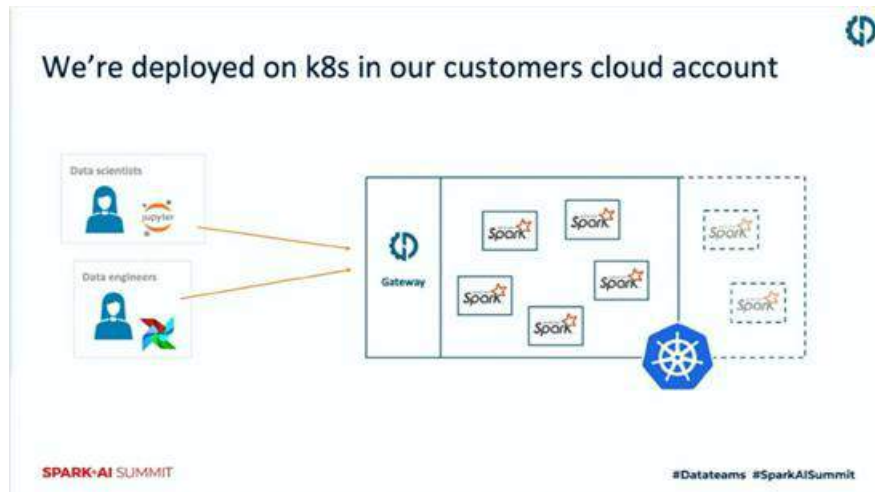 We're deployed on k8s in our customers cloud account
Data scientists
jupyter
Data engineers
Gateway
Spark
Spark
Spark
Spark
Spark
Spark
Spark
SPARK+AI SUMMIT
#Datateams #SparkAISummit